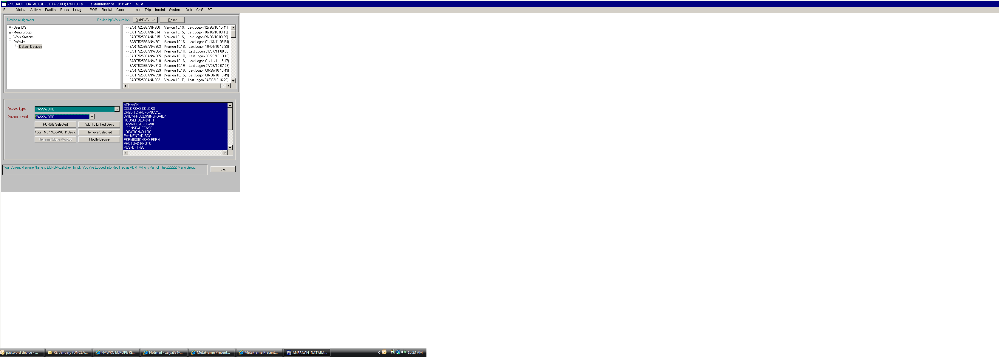 ANSBACH DATABASE (01/14/2003) Rel 10.1s File Maintenance 01/14/11 ADM
Func Global Activity Facility Pass League POS Rental Court Locker Trip Incdnt System Golf CYS PT
Device Assignment
Device by Workstation Build WS List Reset
User ID's
Menu Groups
Work Stations
Defaults
Default Devices
BART5256GANN600 (Version 10.1S, Last Logon 12/20/10 15:41)
BART5256GANN614 (Version 10.1S, Last Logon 10/18/10 09:13)
BART5256GANN615 (Version 10.1S, Last Logon 09/20/10 09:09)
BART5256GANW601 (Version 10.1S, Last Logon 01/13/11 08:54)
BART5256GANW603 (Version 10.1S, Last Logon 10/04/10 12:33)
BART5256GANW604 (Version 10.1R, Last Logon 01/07/11 08:36)
BART5256GANW605 (Version 10.1R, Last Logon 06/29/10 13:10)
BART5256GANW610 (Version 10.1S, Last Logon 01/11/11 15:17)
BART5256GANW613 (Version 10.1R, Last Logon 07/26/10 07:58)
BART5256GANW629 (Version 10.1S, Last Logon 08/25/10 10:43)
BART5256GANW650 (Version 10.1S, Last Logon 08/30/10 10:49)
BART5259GANN602 (Version 10.1R, Last Logon 04/06/10 16:22)
Device Type PASSWORD
Device to Add PASSWORD
PURGE Selected Add To Linked Devs
Modify My 'PASSWOR' Devic Remove Selected
Rename/Clone WorkSt. Modify Device
ACH=ACH
COLORS=D-COLORS
CREDITCARD=D-NOVAL
DAILY-PROCESSING=DAILY
HOUSEHOLD=D-HH
ID-SWIPE=D-IDSWIP
LICENSE=LICENSE
LOCATION=D-LOC
PAYMENT=D-PAY
PERMISSIONS=D-PERM
PHOTO=D-PHOTO
POS=D-ITH80
Your Current Machine Name is EUROA-.zeliche-mhmpf. You Are Logged into RecTrac as ADM, Who is Part of The ZZZZZ Menu Group.
Exit
password device - ... RE: January (UNCLA... FMWRC EUROPE RE... Hotmail - zelya88@... MetaFrame Present... MetaFrame Present... ANSBACH DATABA... 10:23 AM